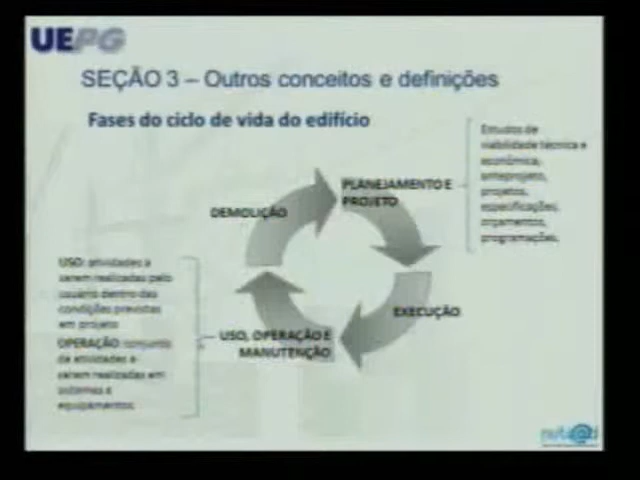 UEPG
SEÇÃO 3 – Outros conceitos e definições
Fases do ciclo de vida do edifício
Estudos de
viabilidade técnica e
econômica,
anteprojeto,
projetos,
especificações,
orçamentos,
programações.
PLANEJAMENTO E
PROJETO
DEMOLIÇÃO
EXECUÇÃO
USO, OPERAÇÃO E
MANUTENÇÃO
USO: atividades a
serem realizadas pelo
usuário dentro das
condições previstas
em projeto
OPERAÇÃO: conjunto
de atividades a
serem realizadas em
sistemas e
equipamentos
nute@d